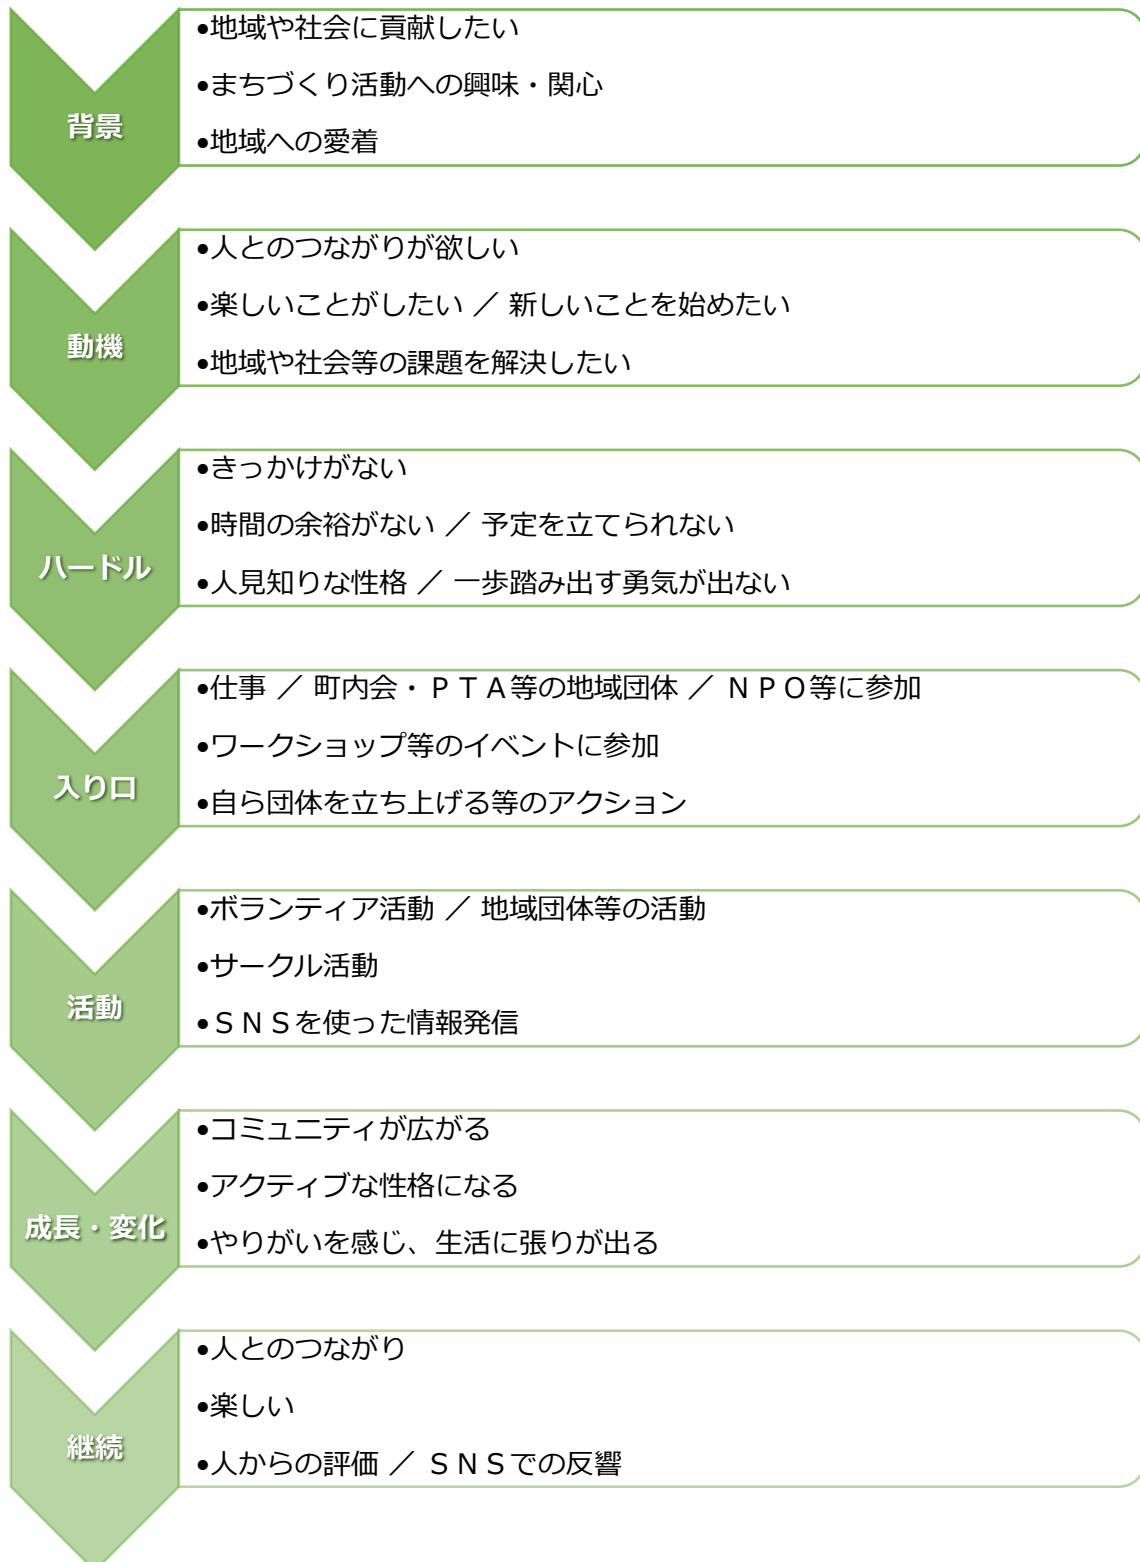 背景
•地域や社会に貢献したい
•まちづくり活動への興味・関心
•地域への愛着
動機
•人とのつながりが欲しい
•楽しいことがしたい ／ 新しいことを始めたい
•地域や社会等の課題を解決したい
ハードル
•きっかけがない
•時間の余裕がない ／ 予定を立てられない
•人見知りな性格 ／ 一歩踏み出す勇気が出ない
入り口
•仕事 ／ 町内会・ＰＴＡ等の地域団体 ／ ＮＰＯ等に参加
•ワークショップ等のイベントに参加
•自ら団体を立ち上げる等のアクション
活動
•ボランティア活動 ／ 地域団体等の活動
•サークル活動
•ＳＮＳを使った情報発信
成長・変化
•コミュニティが広がる
•アクティブな性格になる
•やりがいを感じ、生活に張りが出る
継続
•人とのつながり
•楽しい
•人からの評価 ／ ＳＮＳでの反響